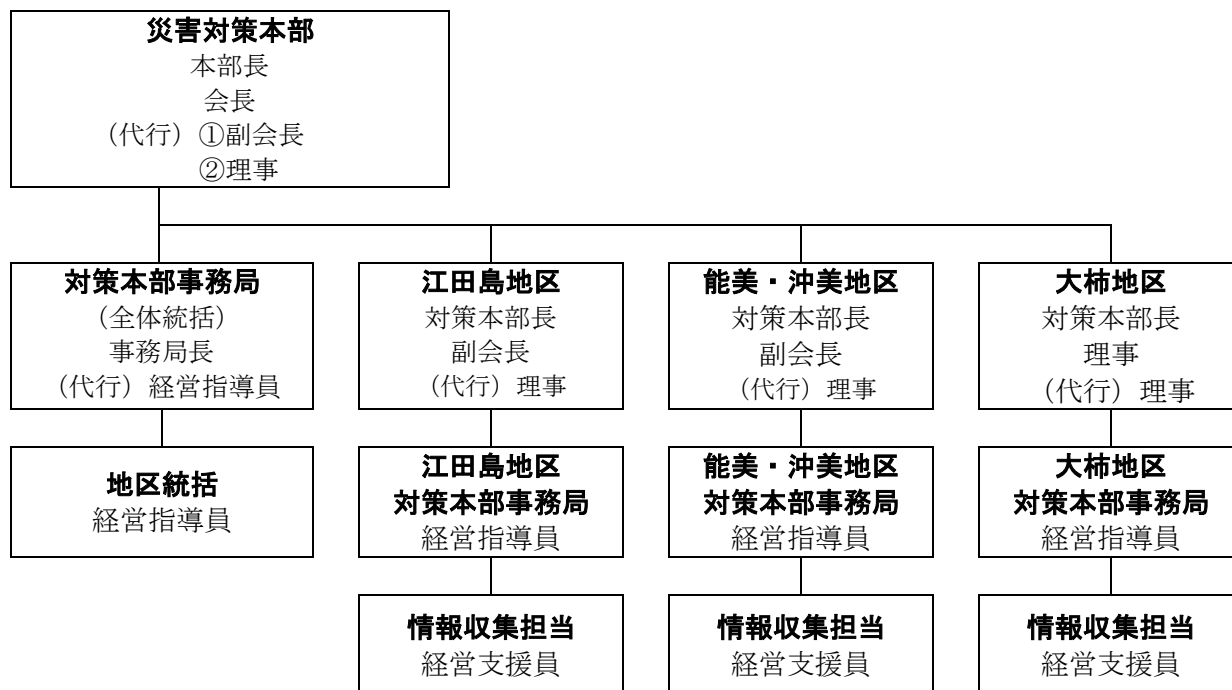 災害対策本部
本部長
会長
（代行）①副会長
②理事
対策本部事務局
（全体統括）
事務局長
（代行）経営指導員
江田島地区
対策本部長
副会長
（代行）理事
能美・沖美地区
対策本部長
副会長
（代行）理事
大柿地区
対策本部長
理事
（代行）理事
地区統括
経営指導員
江田島地区
対策本部事務局
経営指導員
能美・沖美地区
対策本部事務局
経営指導員
大柿地区
対策本部事務局
経営指導員
情報収集担当
経営支援員
情報収集担当
経営支援員
情報収集担当
経営支援員